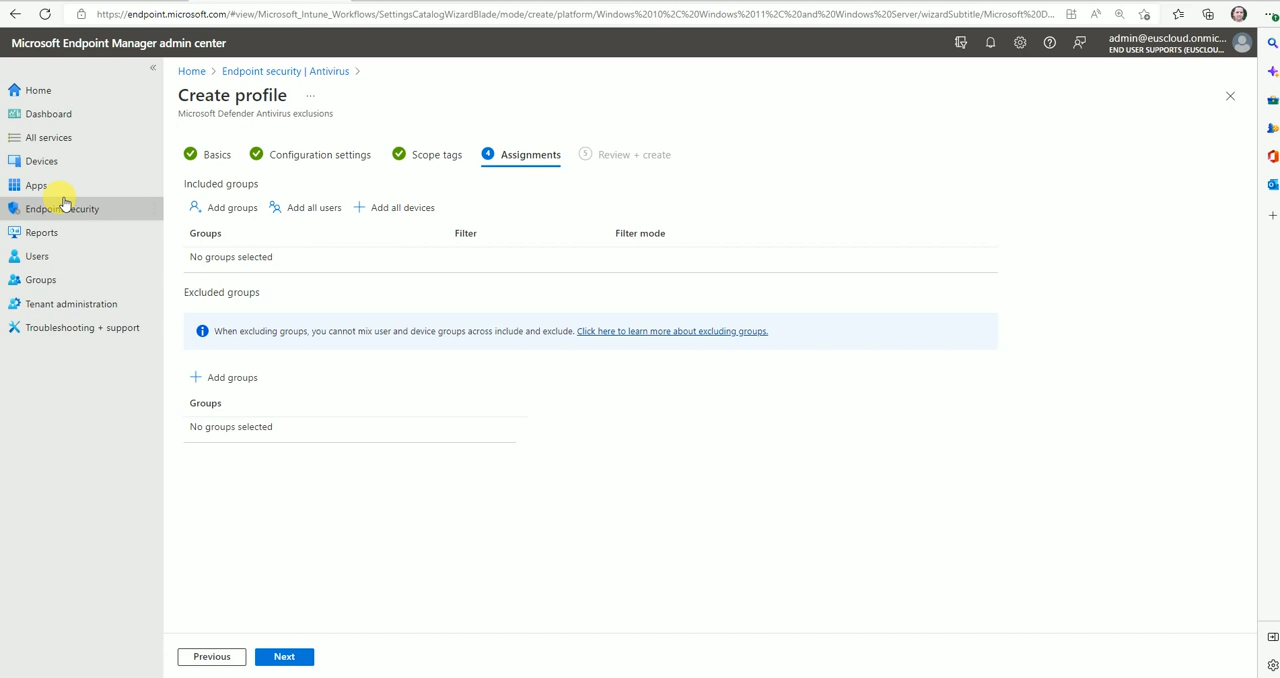 https://endpoint.microsoft.com/#view/Microsoft_Intune_Workflows/SettingsCatalogWizardBlade/mode/create/platform/Windows%2010%2C%20Windows%2011%2C%20and%20Windows%20Server/wizardSubtitle/Microsoft%20D...
Microsoft Endpoint Manager admin center
admin@euscloud.onmic...
END USER SUPPORTS (EUSCLOU...
Home
Dashboard
All services
Devices
Apps
Endpoint security
Reports
Users
Groups
Tenant administration
Troubleshooting + support
Home > Endpoint security | Antivirus >
Create profile ...
Microsoft Defender Antivirus exclusions
Basics Configuration settings Scope tags 4 Assignments 5 Review + create
Included groups
Add groups Add all users + Add all devices
Groups Filter Filter mode
No groups selected
Excluded groups
When excluding groups, you cannot mix user and device groups across include and exclude. Click here to learn more about excluding groups.
+ Add groups
Groups
No groups selected
Previous Next